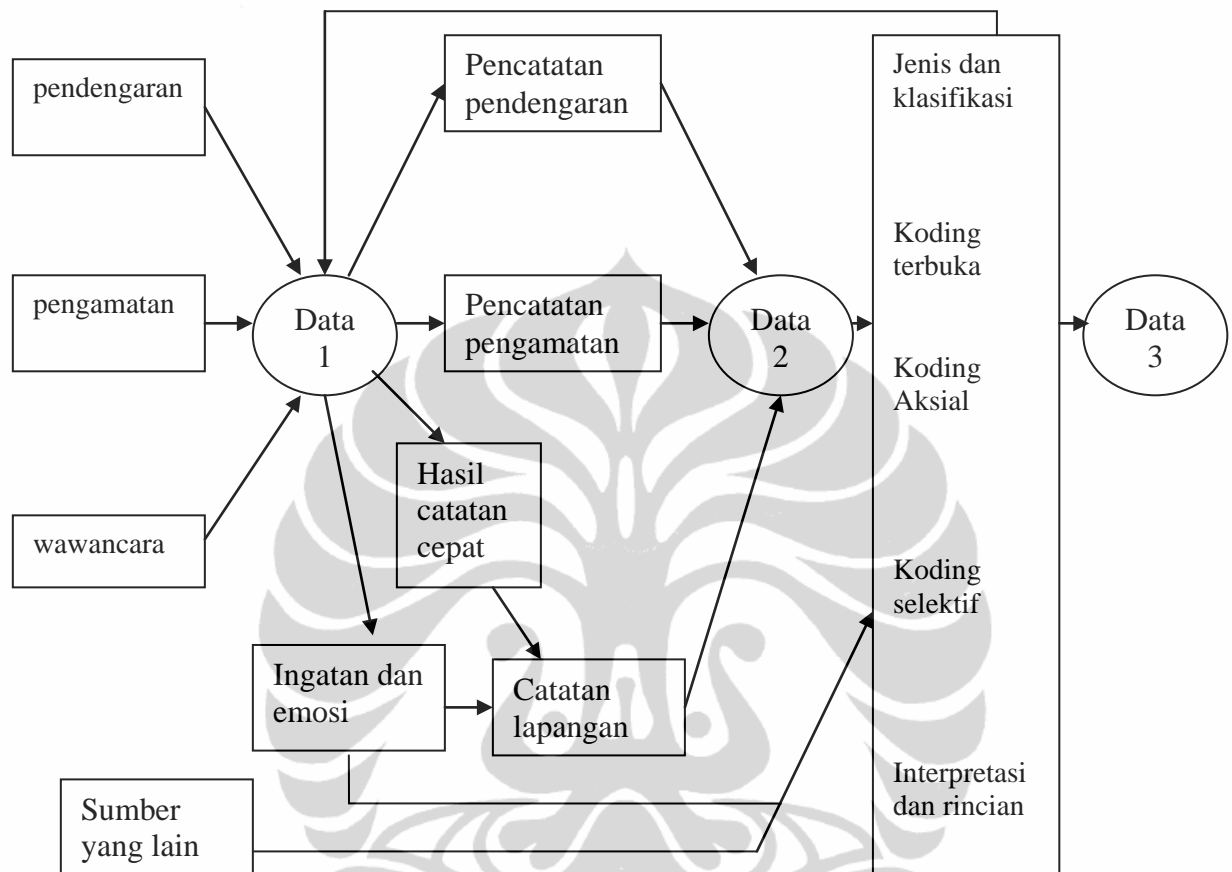 pendengaran
Pencatatan
pendengaran
Jenis dan
klasifikasi
pengamatan
Data
1
Pencatatan
pengamatan
Data
2
Koding
terbuka
Koding
Aksial
Data
3
wawancara
Hasil
catatan
cepat
Koding
selektif
Ingatan dan
emosi
Catatan
lapangan
Interpretasi
dan rincian
Sumber
yang lain